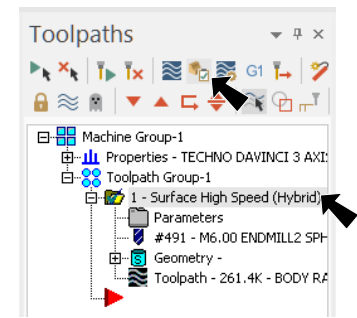 Toolpaths
G1
Machine Group-1
Properties - TECHNO DAVINCI 3 AXI
Toolpath Group-1
1 - Surface High Speed (Hybrid)
Parameters
#491 - M6.00 ENDMILL2 SPH
Geometry -
Toolpath - 261.4K - BODY RA